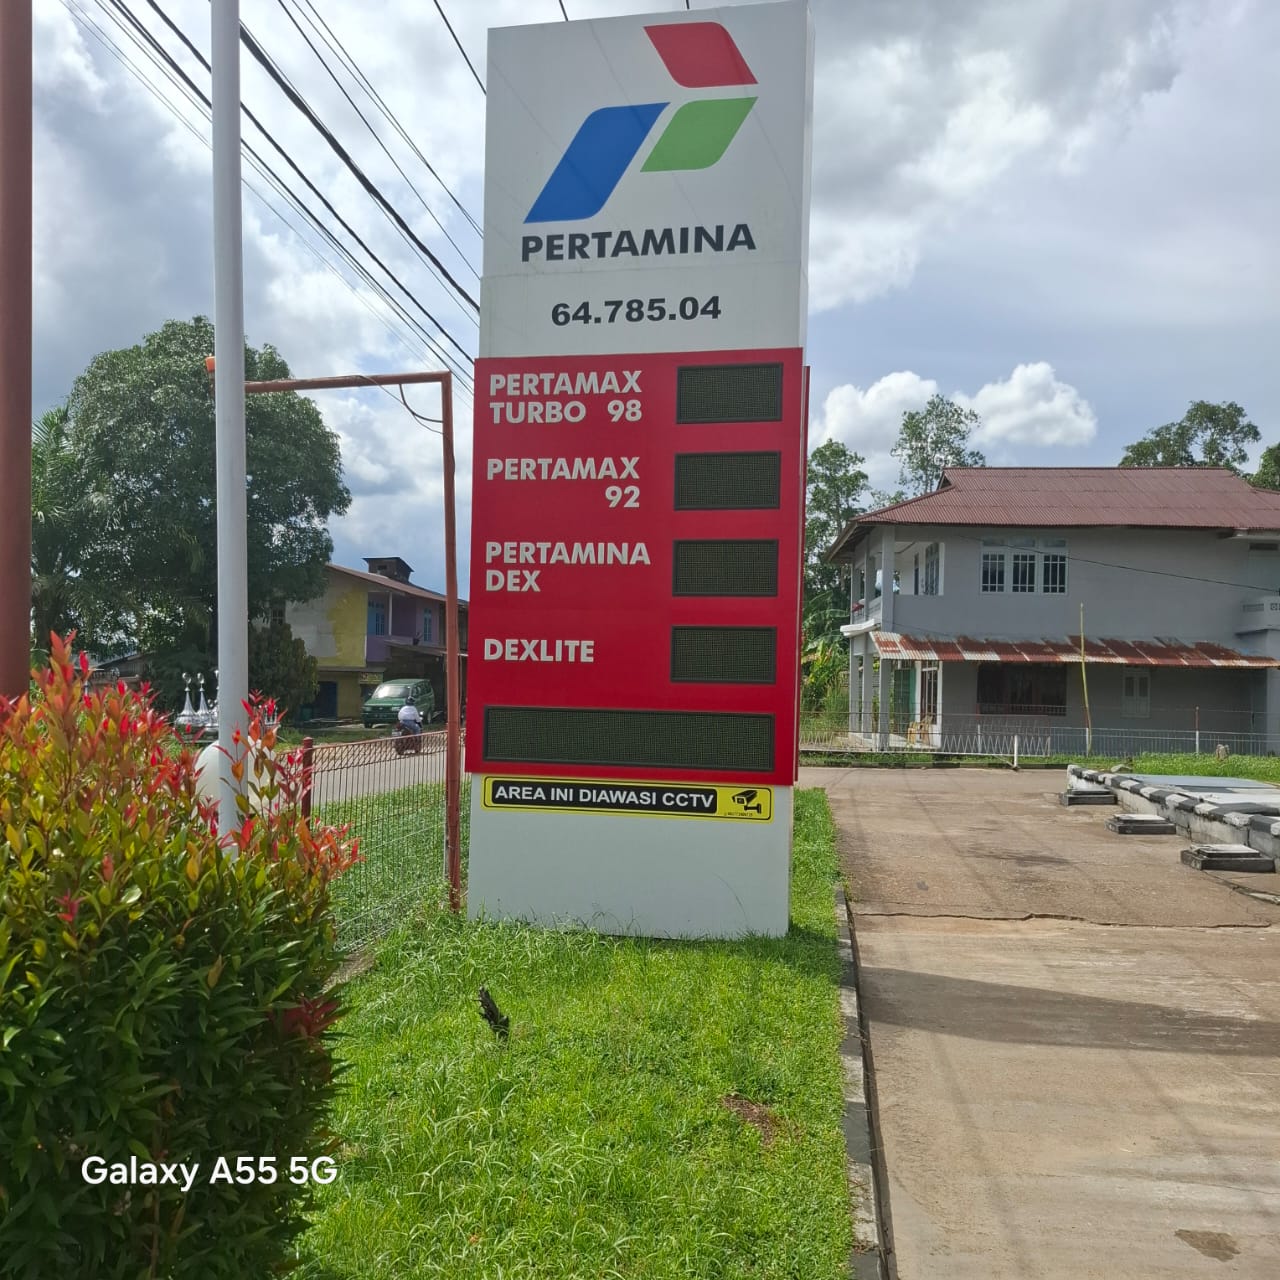 PERTAMINA
64.785.04
PERTAMAX
TURBO 98
PERTAMAX
92
PERTAMINA
DEX
DEXLITE
AREA INI DIAWASI CCTV
Galaxy A55 5G